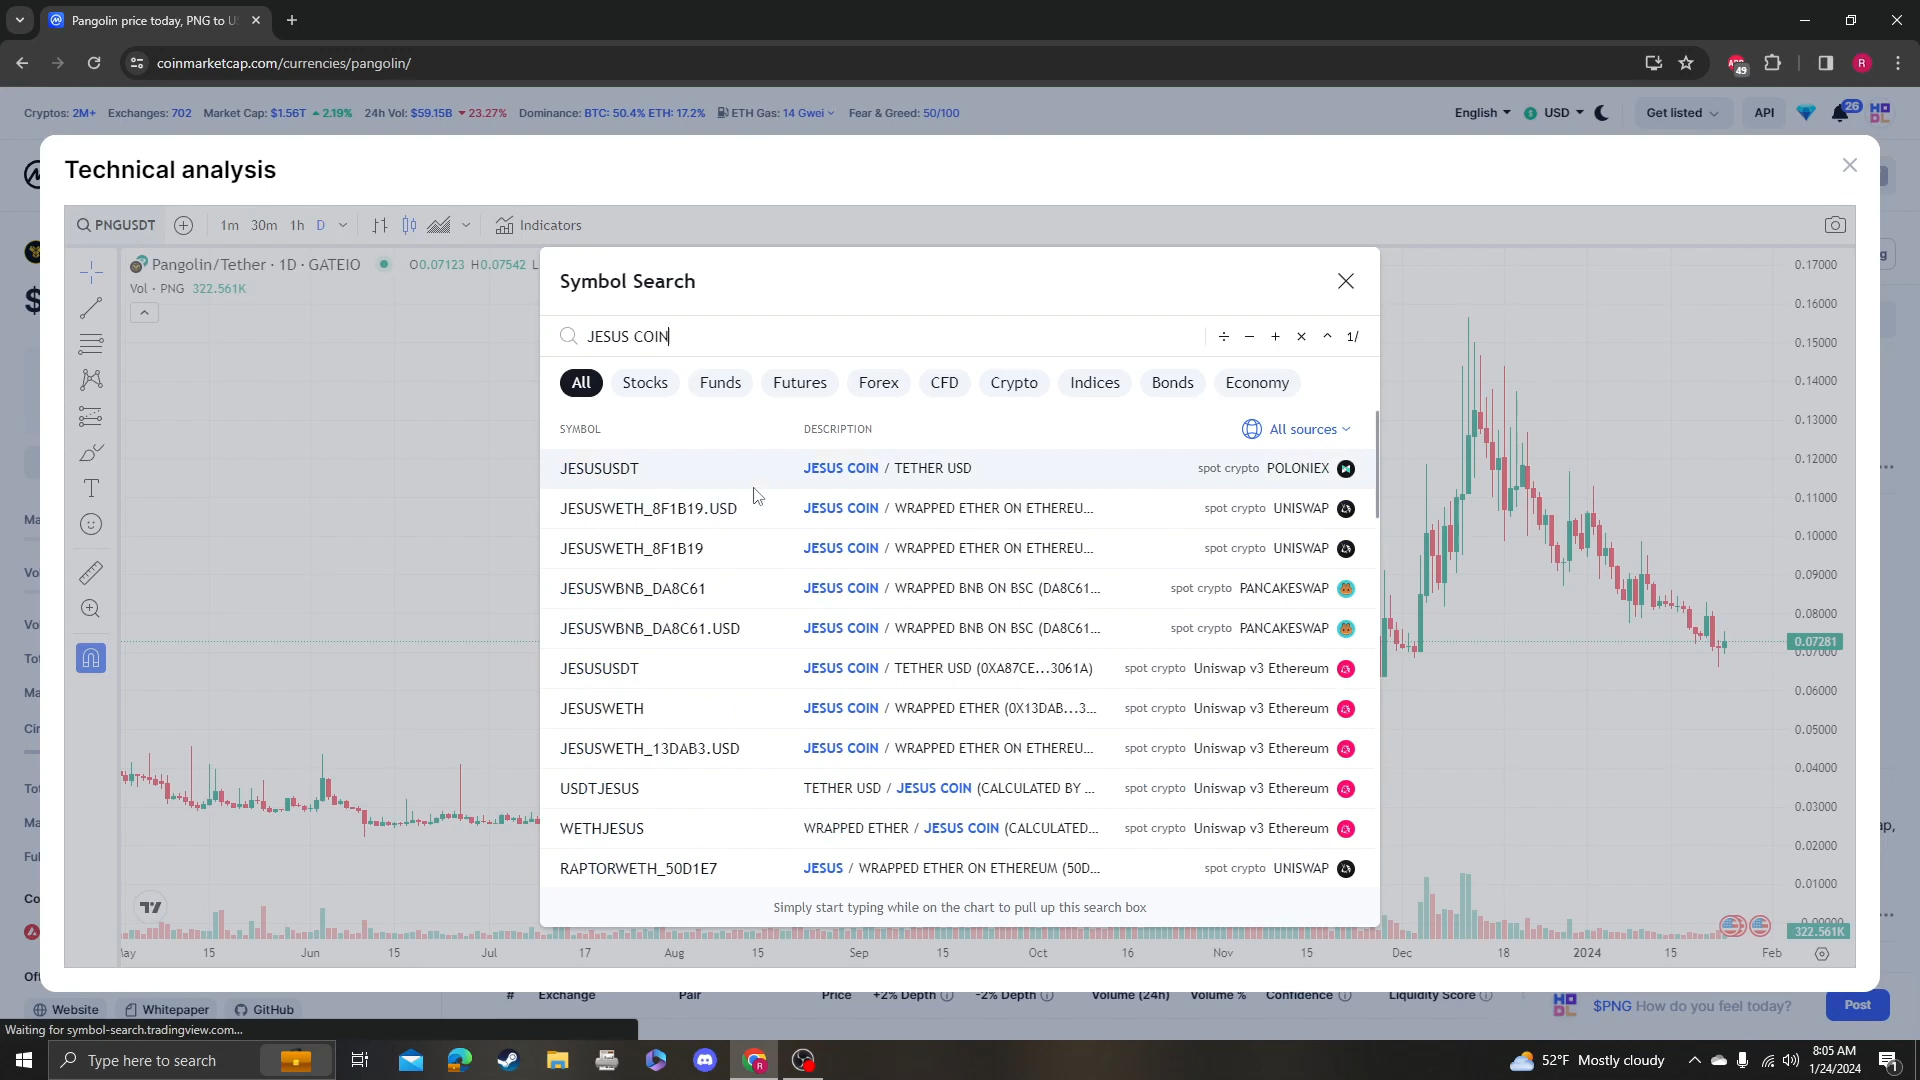 Pangolin price today, PNG to U
coinmarketcap.com/currencies/pangolin/
49
R
Cryptos: 2M+ Exchanges: 702 Market Cap: $1.56T 2.19% 24h Vol: $59.15B 23.27% Dominance: BTC: 50.4% ETH: 17.2% ETH Gas: 14 Gwei Fear & Greed: 50/100
English USD Get listed API 26
Technical analysis
PNGUSDT 1m 30m 1h D Indicators
Pangolin/Tether · 1D · GATEIO O0.07123 H0.07542 L
Vol · PNG 322.561K
Symbol Search
JESUS COIN
1/
All Stocks Funds Futures Forex CFD Crypto Indices Bonds Economy
SYMBOL DESCRIPTION All sources
JESUSUSDT JESUS COIN / TETHER USD spot crypto POLONIEX
JESUSWETH_8F1B19.USD JESUS COIN / WRAPPED ETHER ON ETHEREU... spot crypto UNISWAP
JESUSWETH_8F1B19 JESUS COIN / WRAPPED ETHER ON ETHEREU... spot crypto UNISWAP
JESUSWBNB_DA8C61 JESUS COIN / WRAPPED BNB ON BSC (DA8C61... spot crypto PANCAKESWAP
JESUSWBNB_DA8C61.USD JESUS COIN / WRAPPED BNB ON BSC (DA8C61... spot crypto PANCAKESWAP
JESUSUSDT JESUS COIN / TETHER USD (0XA87CE...3061A) spot crypto Uniswap v3 Ethereum
JESUSWETH JESUS COIN / WRAPPED ETHER (0X13DAB...3... spot crypto Uniswap v3 Ethereum
JESUSWETH_13DAB3.USD JESUS COIN / WRAPPED ETHER ON ETHEREU... spot crypto Uniswap v3 Ethereum
USDTJESUS TETHER USD / JESUS COIN (CALCULATED BY ... spot crypto Uniswap v3 Ethereum
WETHJESUS WRAPPED ETHER / JESUS COIN (CALCULATED... spot crypto Uniswap v3 Ethereum
RAPTORWETH_50D1E7 JESUS / WRAPPED ETHER ON ETHEREUM (50D... spot crypto UNISWAP
Simply start typing while on the chart to pull up this search box
0.17000
0.16000
0.15000
0.14000
0.13000
0.12000
0.11000
0.10000
0.09000
0.08000
0.07281
0.07000
0.06000
0.05000
0.04000
0.03000
0.02000
0.01000
0.00000
322.561K
May 15 Jun 15 Jul 17 Aug 15 Sep 15 Oct 16 Nov 15 Dec 18 2024 15 Feb
# Exchange Pair Price +2% Depth -2% Depth Volume (24h) Volume % Confidence Liquidity Score
Website Whitepaper GitHub
$PNG How do you feel today? Post
Waiting for symbol-search.tradingview.com...
Type here to search
52°F Mostly cloudy
8:05 AM
1/24/2024
1